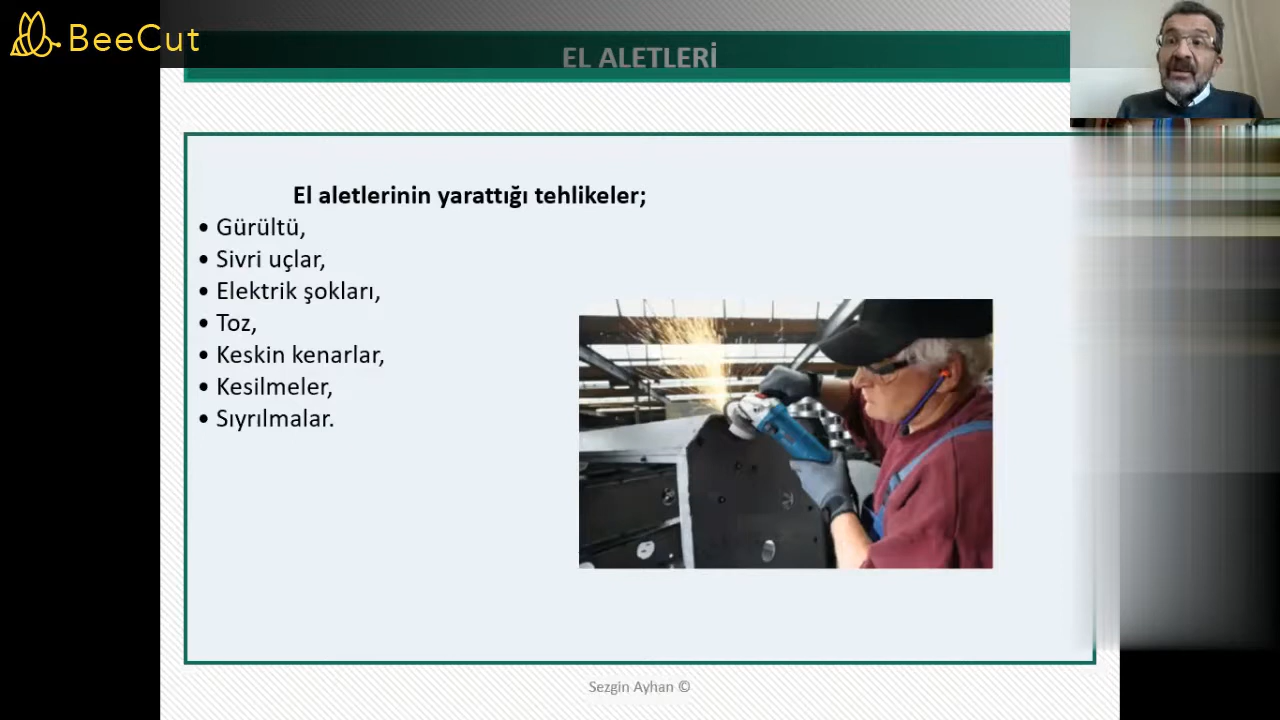 BeeCut
EL ALETLERİ
El aletlerinin yarattığı tehlikeler;
• Gürültü,
• Sivri uçlar,
• Elektrik şokları,
• Toz,
• Keskin kenarlar,
• Kesilmeler,
• Sıyrılmalar.
Sezgin Ayhan ©